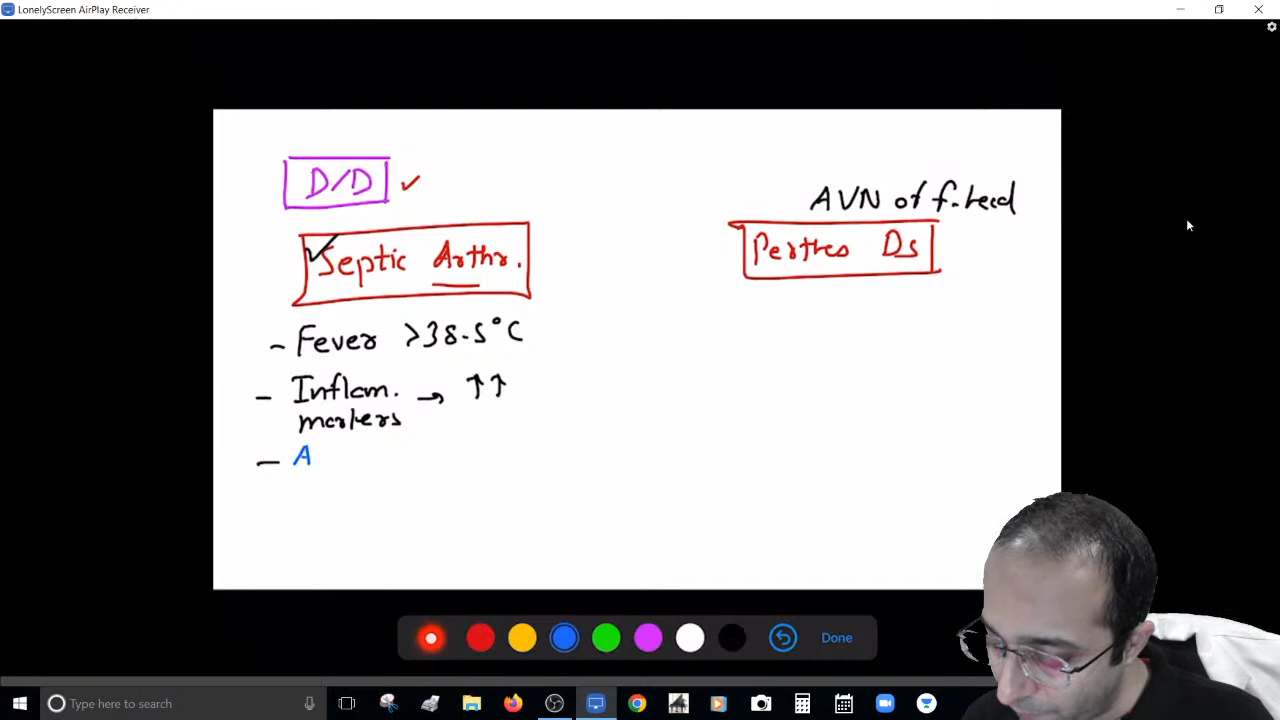 LonelyScreen AirPlay Receiver
D/D
AVN of f. head
Septic Arthr.
Perthes Ds
- Fever >38.5°C
- Inflam. → ↑↑
markers
- A
Done
Type here to search